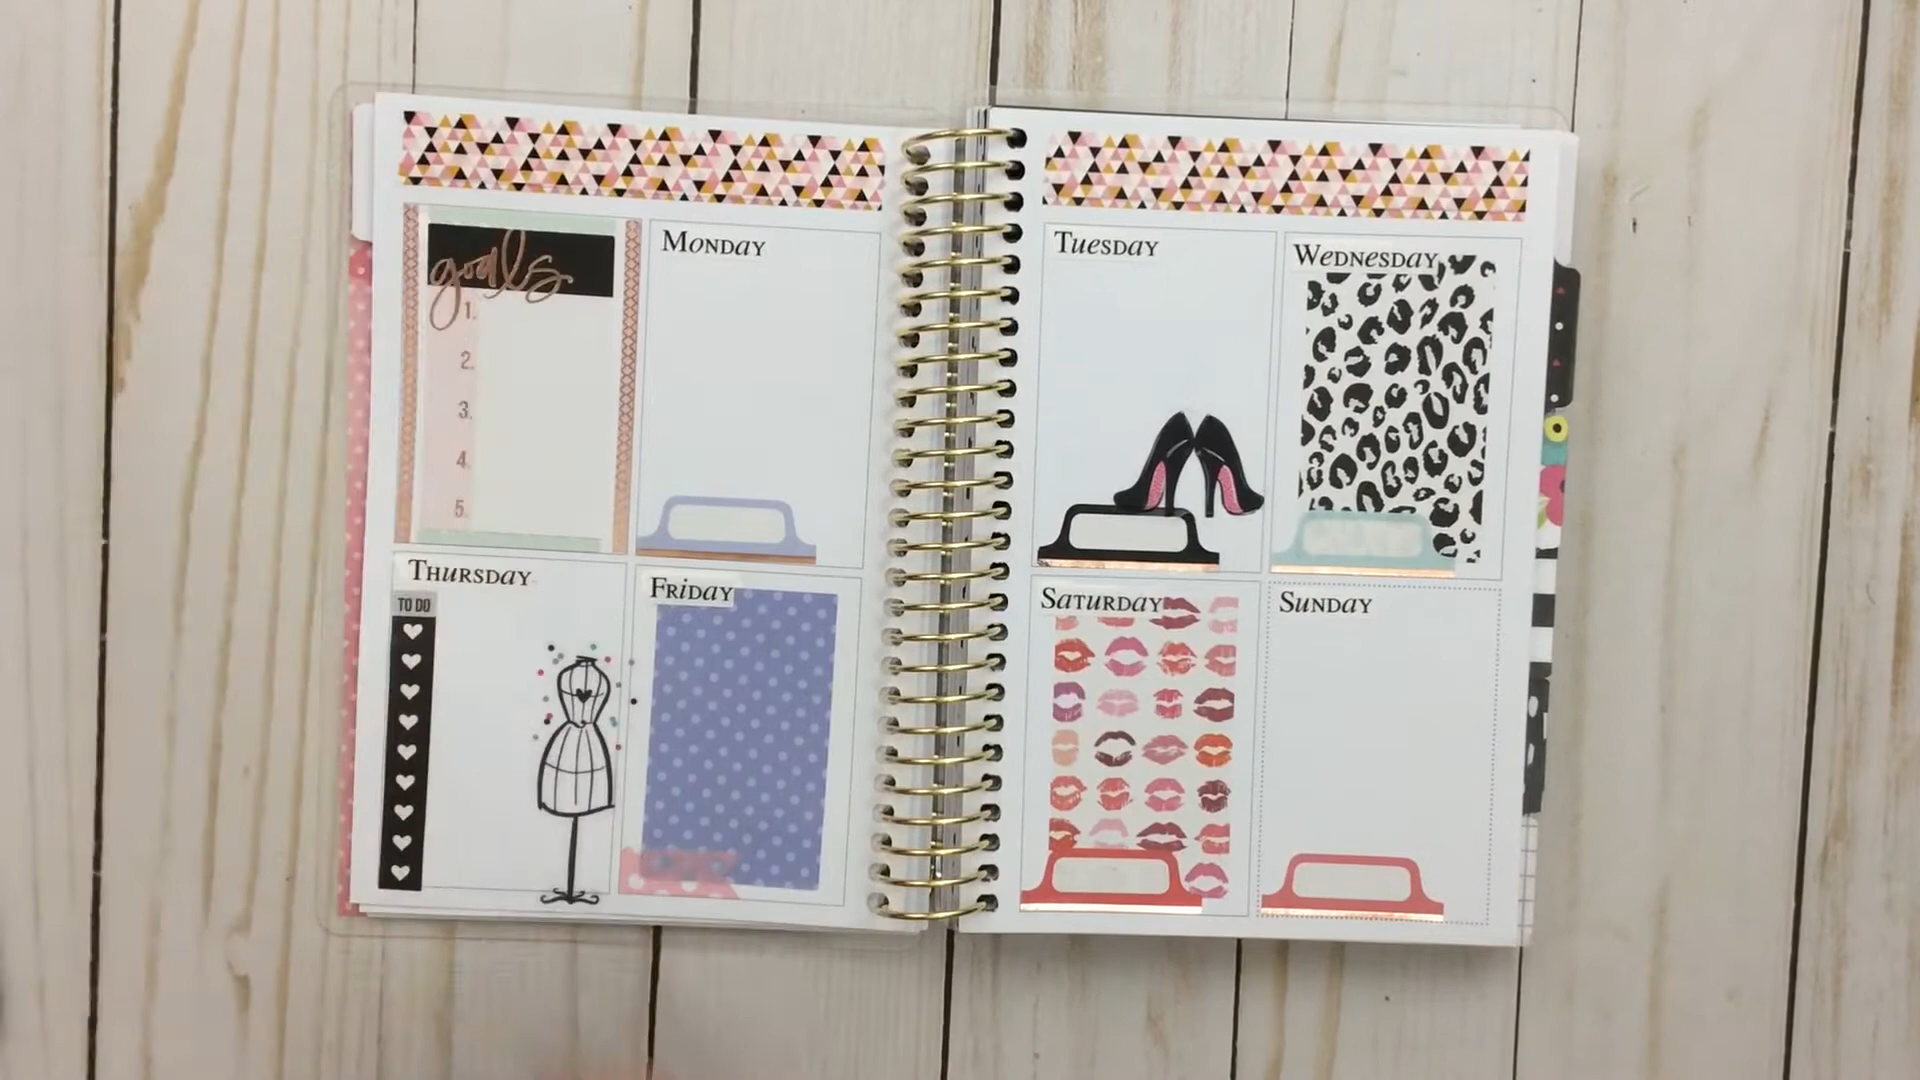 goals
1.
2.
3.
4.
5.
Monday
Tuesday
Wednesday
Thursday
TO DO
Friday
Saturday
Sunday